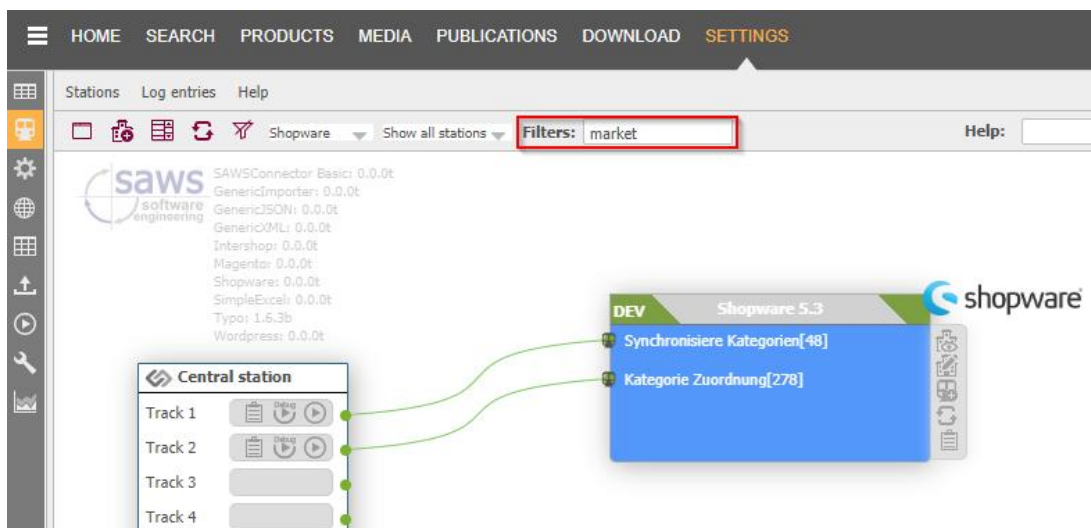 HOME SEARCH PRODUCTS MEDIA PUBLICATIONS DOWNLOAD SETTINGS
Stations Log entries Help
Shopware Show all stations Filters: market Help:
saws
software
engineering
SAWSConnector Basic: 0.0.0t
GenericImporter: 0.0.0t
GenericJSON: 0.0.0t
GenericXML: 0.0.0t
Intershop: 0.0.0t
Magento: 0.0.0t
Shopware: 0.0.0t
SimpleExcel: 0.0.0t
Typo: 1.6.3b
Wordpress: 0.0.0t
shopware
DEV Shopware 5.3
Synchronisiere Kategorien[48]
Kategorie Zuordnung[278]
Central station
Track 1 Debug
Track 2 Debug
Track 3
Track 4